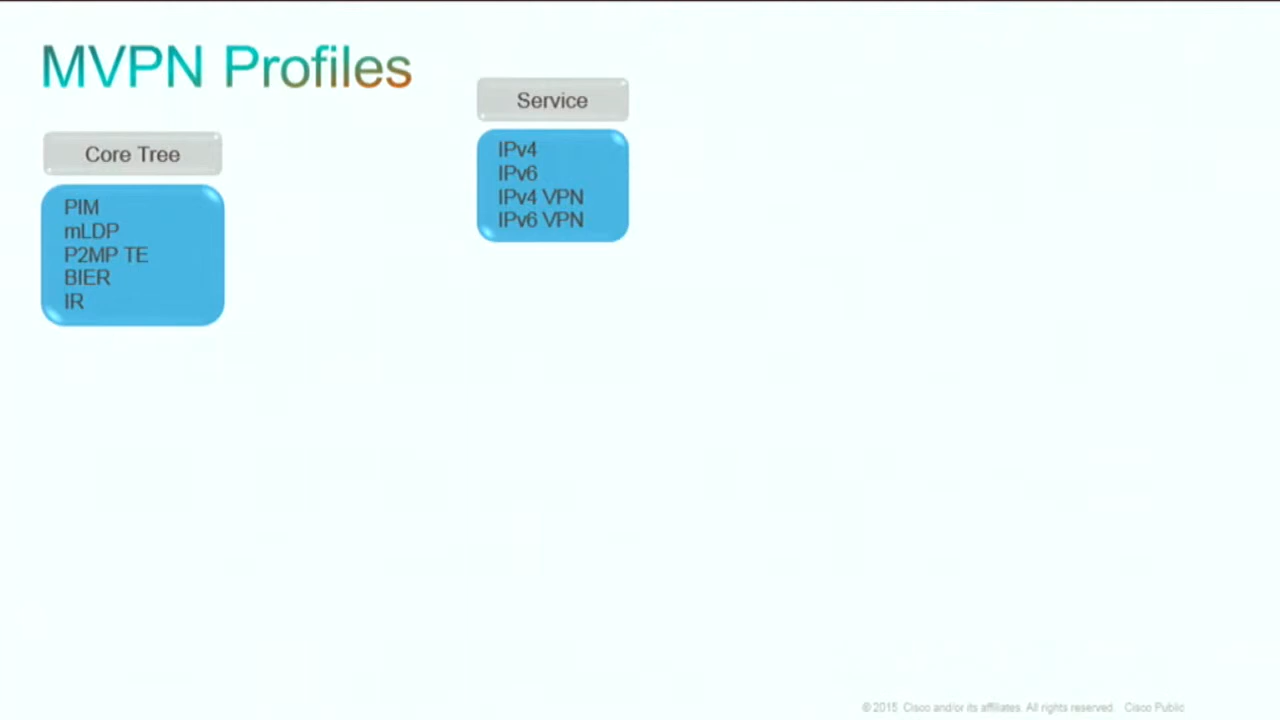 MVPN Profiles
Service
Core Tree
IPv4
IPv6
IPv4 VPN
IPv6 VPN
PIM
mLDP
P2MP TE
BIER
IR
© 2015 Cisco and/or its affiliates. All rights reserved. Cisco Public